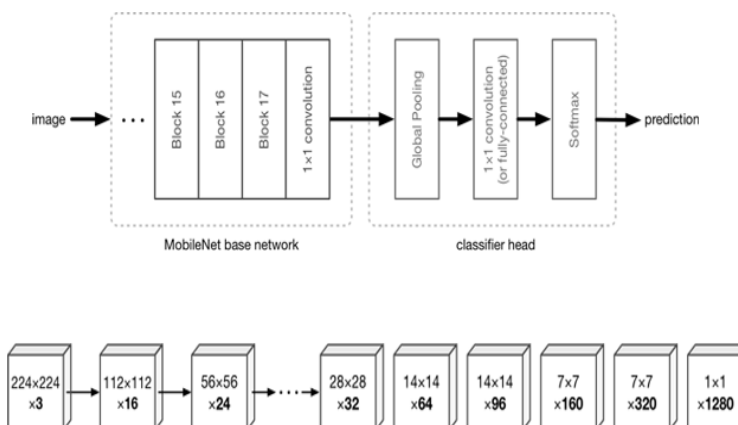 image
...
Block 15
Block 16
Block 17
1×1 convolution
Global Pooling
1×1 convolution
(or fully-connected)
Softmax
prediction
MobileNet base network
classifier head
224×224
×3
112×112
×16
56×56
×24
28×28
×32
14×14
×64
14×14
×96
7×7
×160
7×7
×320
1×1
×1280